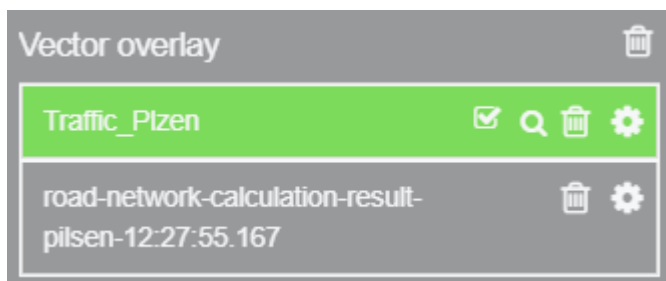 Vector overlay
Traffic_Plzen
road-network-calculation-result-
pilsen-12:27:55.167